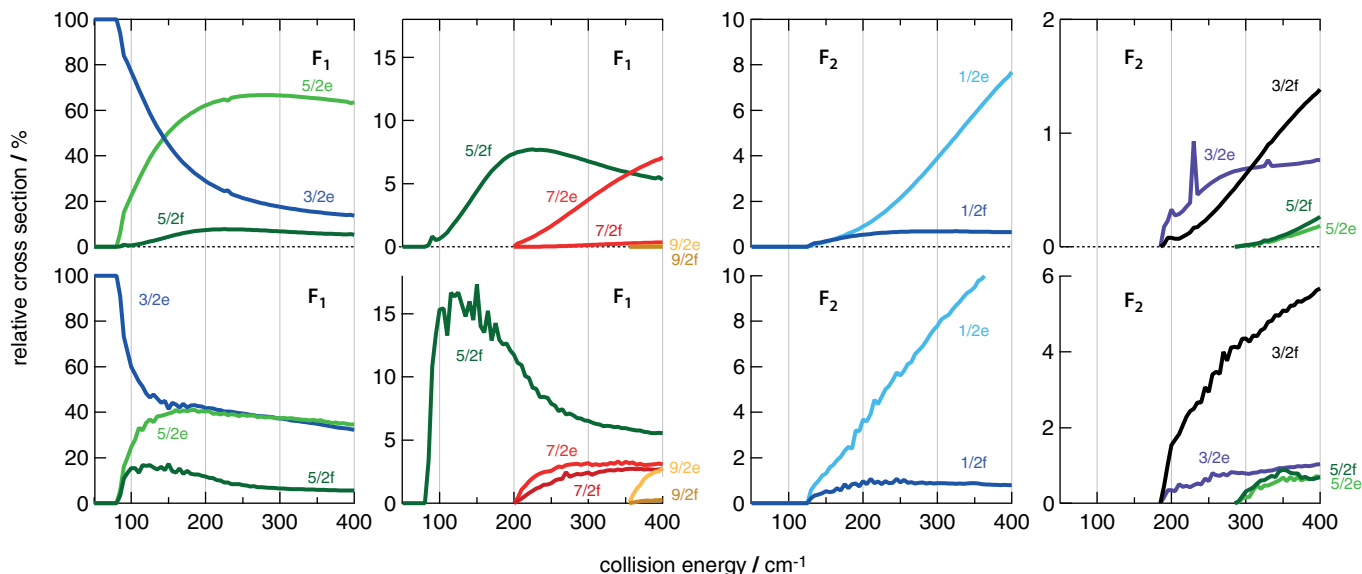 relative cross section / %
100
80
60
40
20
0
F1
5/2e
3/2e
5/2f
15
10
5
0
F1
5/2f
7/2e
7/2f
9/2e
9/2f
10
8
6
4
2
0
F2
1/2e
1/2f
2
1
0
F2
3/2f
3/2e
5/2f
5/2e
100
80
60
40
20
0
F1
3/2e
5/2e
5/2f
100 200 300 400
15
10
5
0
F1
5/2f
7/2e
7/2f
9/2e
9/2f
100 200 300 400
10
8
6
4
2
0
F2
1/2e
1/2f
100 200 300 400
6
4
2
0
F2
3/2f
3/2e
5/2f
5/2e
100 200 300 400
collision energy / cm-1